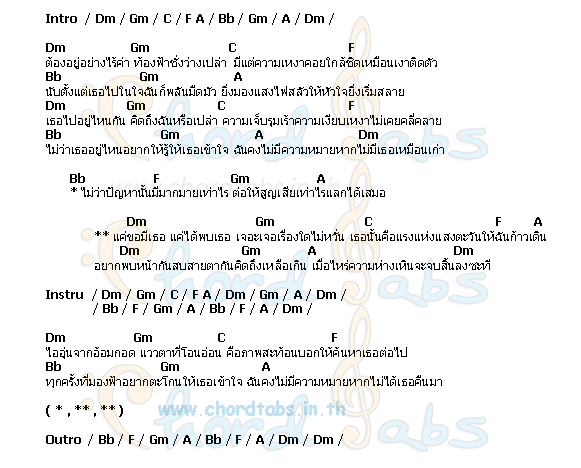 Intro / Dm / Gm / C / F A / Bb / Gm / A / Dm /
Dm Gm C F
ต้องอยู่อย่างไร้ค่า ท้องฟ้าซึ่งว่างเปล่า มีแต่ความเหงาคอยใกล้ชิดเหมือนเงาติดตัว
Bb Gm A
นับตั้งแต่เธอไปในใจฉันก็พลันมืดมัว ยิ่งมองแสงไฟสลัวให้หัวใจยิ่งเริ่มสลาย
Dm Gm C F
เธอไปอยู่ไหนกัน คิดถึงฉันหรือเปล่า ความเจ็บรุมเร้าความเงียบเหงาไม่เคยคลี่คลาย
Bb Gm A Dm
ไม่ว่าเธออยู่ไหนอยากให้รู้ให้เธอเข้าใจ ฉันคงไม่มีความหมายหากไม่มีเธอเหมือนเก่า
Bb F Gm A
* ไม่ว่าปัญหานั้นมีมากมายเท่าไร ต่อให้สูญเสียเท่าไรแลกได้เสมอ
Dm Gm C F A
** แค่ขอมีเธอ แค่ได้พบเธอ เจอะเจอเรื่องใดไม่หวั่น เธอนั้นคือแรงแห่งแสงตะวันให้ฉันก้าวเดิน
Dm Gm A Dm
อยากพบหน้ากันสบสายตากันคิดถึงเหลือเกิน เมื่อไหร่ความห่างเหินจะจบสิ้นลงซะที
Instru / Dm / Gm / C / F A / Dm / Gm / A / Dm /
/ Bb / F / Gm / A / Bb / F / A / Dm /
Dm Gm C F
ไออุ่นจากอ้อมกอด แววตาที่โอนอ่อน คือภาพสะท้อนบอกให้ค้นหาเธอต่อไป
Bb Gm A
ทุกครั้งที่มองฟ้าอยากตะโกนให้เธอเข้าใจ ฉันคงไม่มีความหมายหากไม่ได้เธอคืนมา
( * , ** , ** )
www.chordtabs.in.th
Outro / Bb / F / Gm / A / Bb / F / A / Dm / Dm /